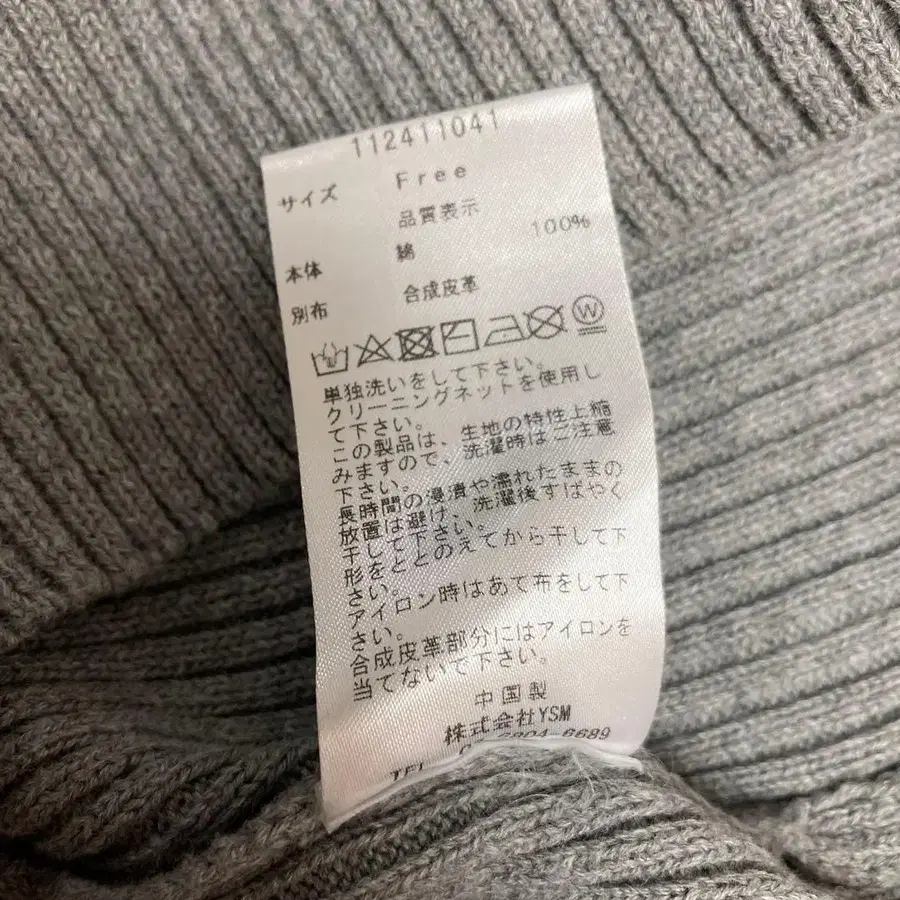 112411041
サイズ Free
品質表示
本体 綿 100%
別布 合成皮革
W
単独洗いをして下さい。
クリーニングネットを使用し
て下さい。
この製品は、生地の特性上縮
みますので、洗濯時はご注意
下さい。
長時間の浸漬や濡れたままの
放置は避け、洗濯後すばやく
干して下さい。
形をととのえてから干して下
さい。
アイロン時はあて布をして下
さい。
合成皮革部分にはアイロンを
当てないで下さい。
中国製
株式会社YSM
6689